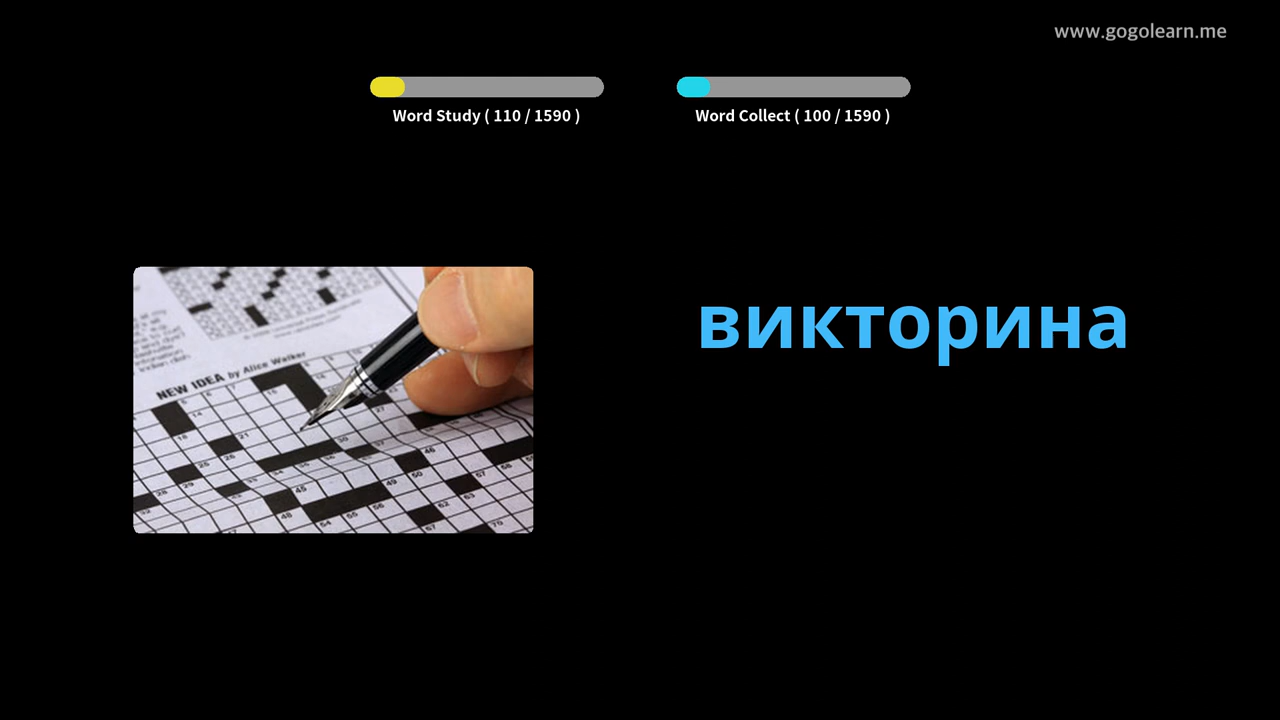 www.gogolearn.me
Word Study ( 110 / 1590 )
Word Collect ( 100 / 1590 )
викторина
NEW IDEA by Alice Walker